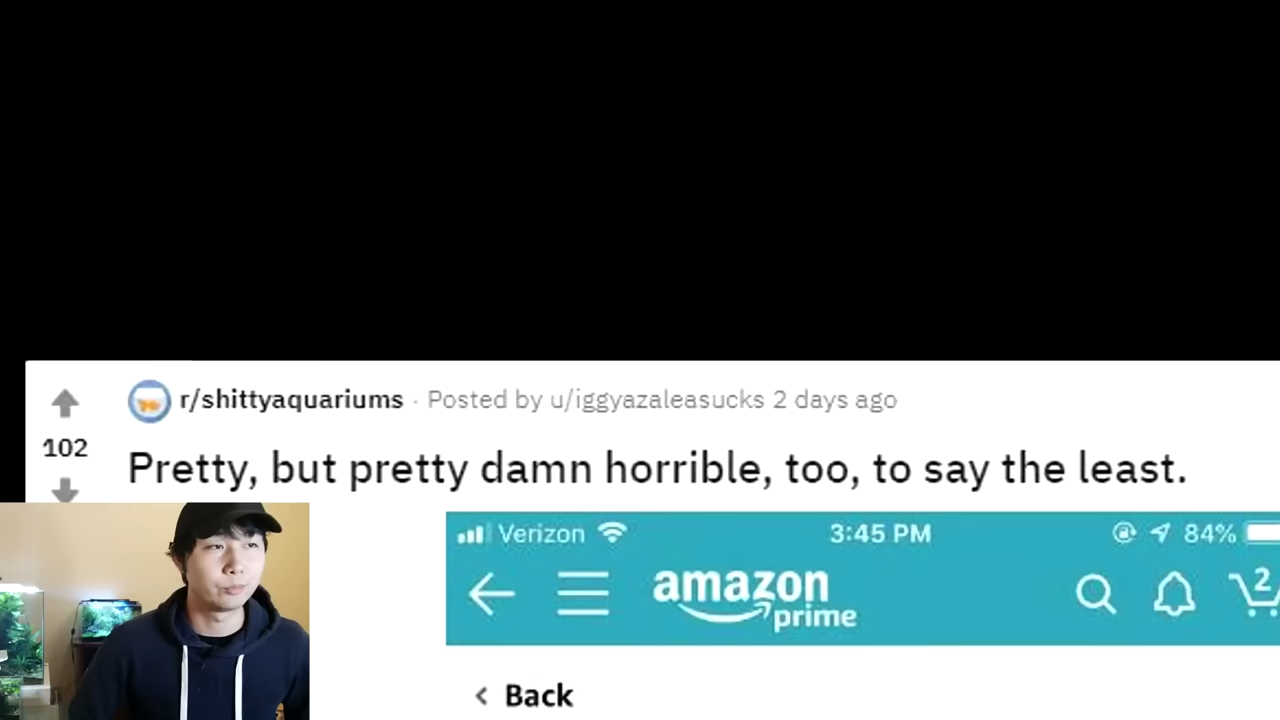 r/shittyaquariums · Posted by u/iggyazaleasucks 2 days ago
102
Pretty, but pretty damn horrible, too, to say the least.
Verizon 3:45 PM 84%
amazon prime
2
< Back